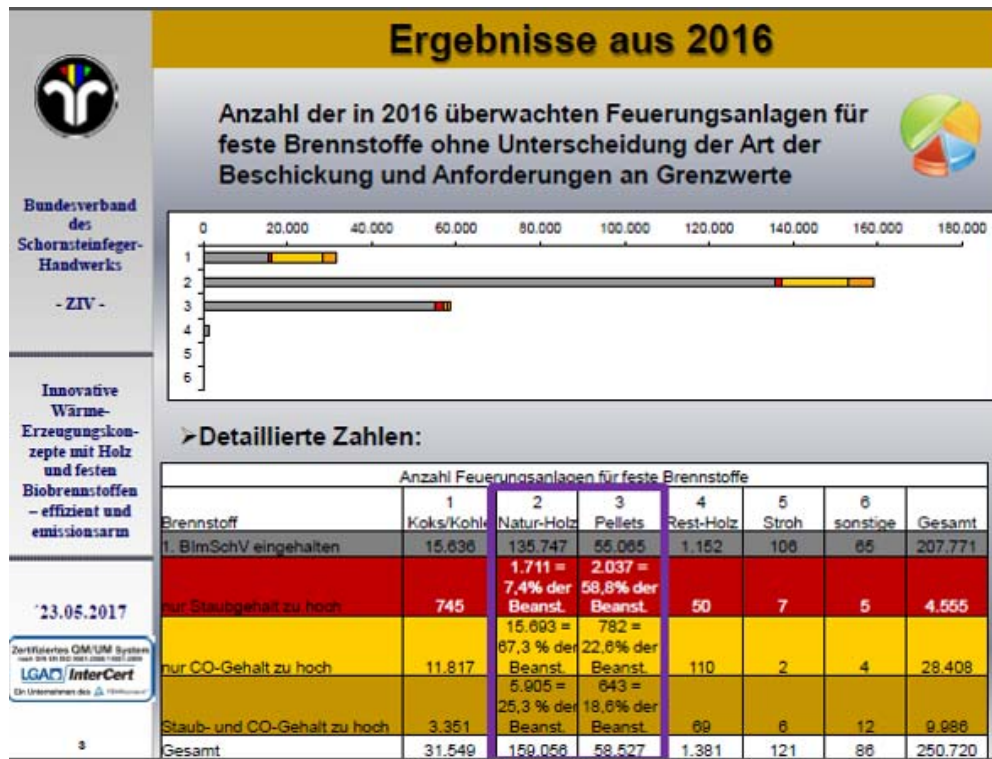 Ergebnisse aus 2016
Anzahl der in 2016 überwachten Feuerungsanlagen für
feste Brennstoffe ohne Unterscheidung der Art der
Beschickung und Anforderungen an Grenzwerte
Bundesverband
des
Schornsteinfeger-
Handwerks
- ZIV -
0 20.000 40.000 60.000 80.000 100.000 120.000 140.000 160.000 180.000
1
2
3
4
5
6
Innovative
Wärme-
Erzeugungskon-
zepte mit Holz
und festen
Biobrennstoffen
– effizient und
emissionsarm
´23.05.2017
Zertifiziertes QM/UM System
LGA InterCert
Ein Unternehmen des
3
➢Detaillierte Zahlen:
Anzahl Feuerungsanlagen für feste Brennstoffe
1 2 3 4 5 6
Brennstoff Koks/Kohle Natur-Holz Pellets Rest-Holz Stroh sonstige Gesamt
1. BImSchV eingehalten 15.636 135.747 55.065 1.152 106 65 207.771
1.711 = 2.037 =
7,4% der 58,8% der
nur Staubgehalt zu hoch 745 Beanst. Beanst. 50 7 5 4.555
15.693 = 782 =
67,3 % der 22,6% der
nur CO-Gehalt zu hoch 11.817 Beanst. Beanst. 110 2 4 28.408
5.905 = 643 =
25,3 % der 18,6% der
Staub- und CO-Gehalt zu hoch 3.351 Beanst. Beanst. 69 6 12 9.986
Gesamt 31.549 159.056 58.527 1.381 121 86 250.720